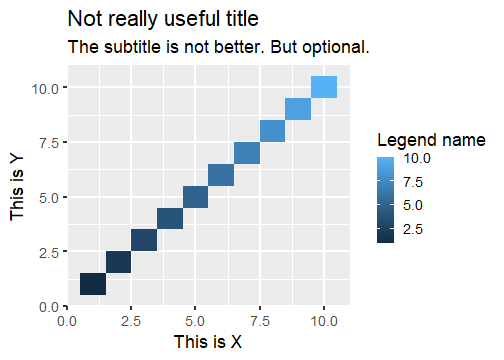 Not really useful title
The subtitle is not better. But optional.
10.0
7.5
5.0
2.5
0.0
This is Y
0.0 2.5 5.0 7.5 10.0
This is X
Legend name
10.0
7.5
5.0
2.5